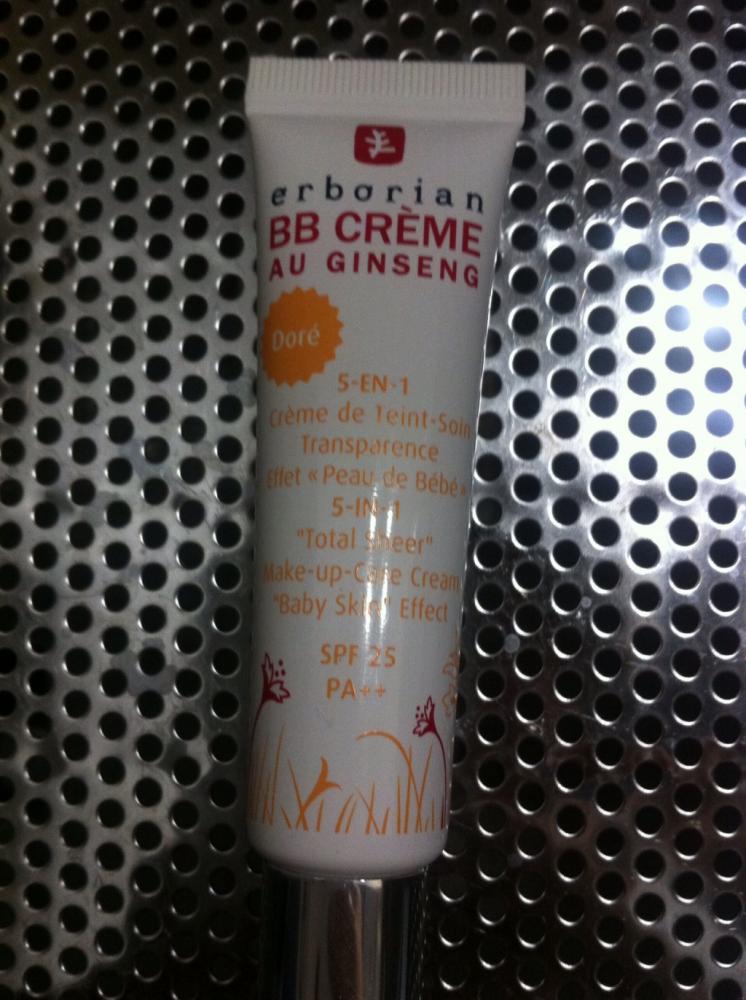 erborian
BB CRÈME
AU GINSENG
Doré
5-EN-1
Crème de Teint-Soin
Transparence
Effet « Peau de Bébé »
5-IN-1
"Total Sheer"
Make-up-Care Cream
"Baby Skin" Effect
SPF 25
PA++